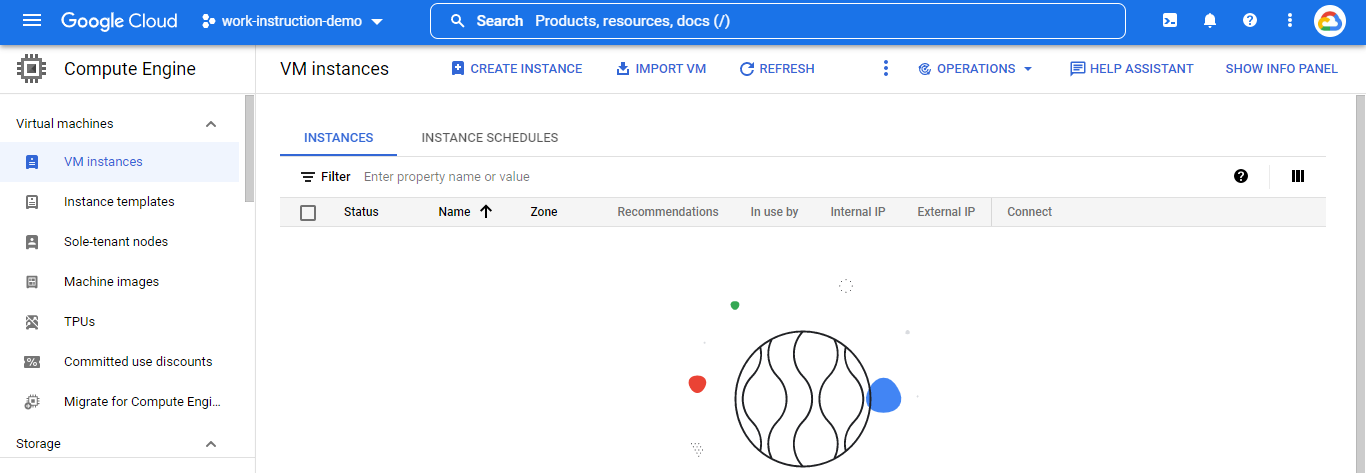 Google Cloud work-instruction-demo Search Products, resources, docs (/)
Compute Engine
VM instances CREATE INSTANCE IMPORT VM REFRESH OPERATIONS HELP ASSISTANT SHOW INFO PANEL
Virtual machines
VM instances
Instance templates
Sole-tenant nodes
Machine images
TPUs
Committed use discounts
Migrate for Compute Engi...
Storage
INSTANCES INSTANCE SCHEDULES
Filter Enter property name or value
Status Name Zone Recommendations In use by Internal IP External IP Connect